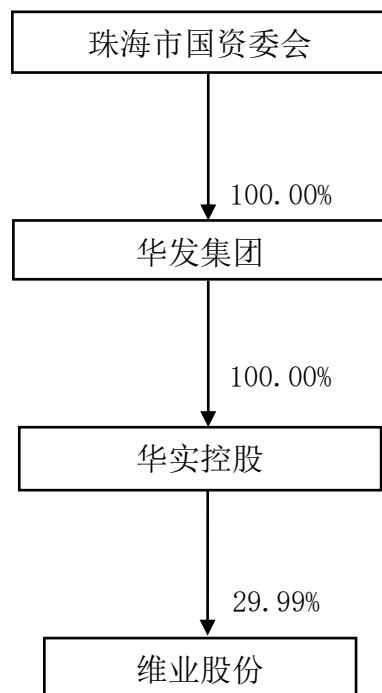 珠海市国资委会
100.00%
华发集团
100.00%
华实控股
29.99%
维业股份